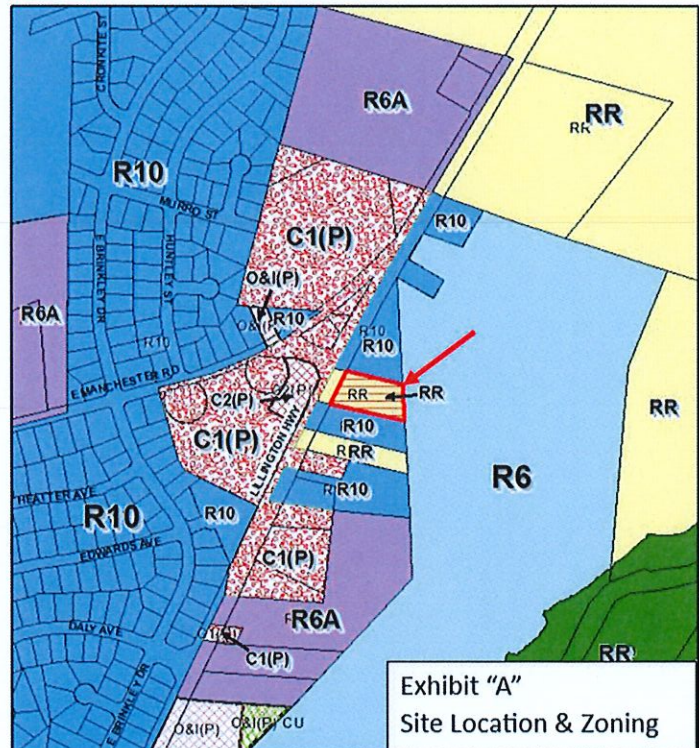 CRONKITE ST
R6A
RR
RR
R10
MURRO ST
R10
C1(P)
E BRINKLEY DR
HUNTLEY ST
O&I(P)
O&I(P)
R10
R10
R10
R6A
R10
E MANCHESTER RD
C2(P)
RR
RR
RR
C1(P)
R10
LILLINGTON HWY
RR
R6
R10
HEATTER AVE
R10
R10
EDWARDS AVE
C1(P)
R6A
DALY AVE
C1(P)
RR
E BRINKLEY DR
O&I(P)
O&I(P) CU
Exhibit "A"
Site Location & Zoning